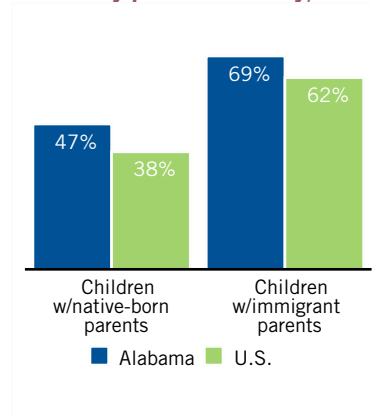 69%
62%
47%
38%
Children
w/native-born
parents
Children
w/immigrant
parents
Alabama U.S.